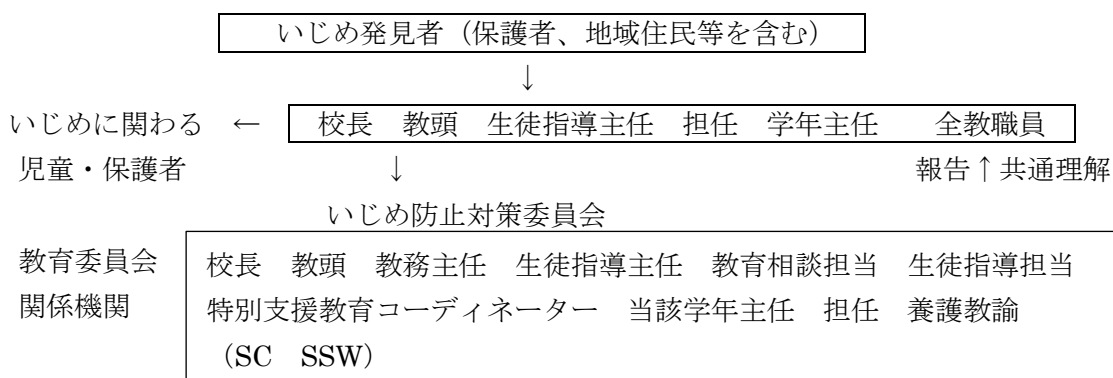 いじめ発見者（保護者、地域住民等を含む）
↓
いじめに関わる　←　校長　教頭　生徒指導主任　担任　学年主任　全教職員
児童・保護者　↓　報告↑共通理解
いじめ防止対策委員会
教育委員会　校長　教頭　教務主任　生徒指導主任　教育相談担当　生徒指導担当
関係機関　特別支援教育コーディネーター　当該学年主任　担任　養護教諭
（SC　SSW）